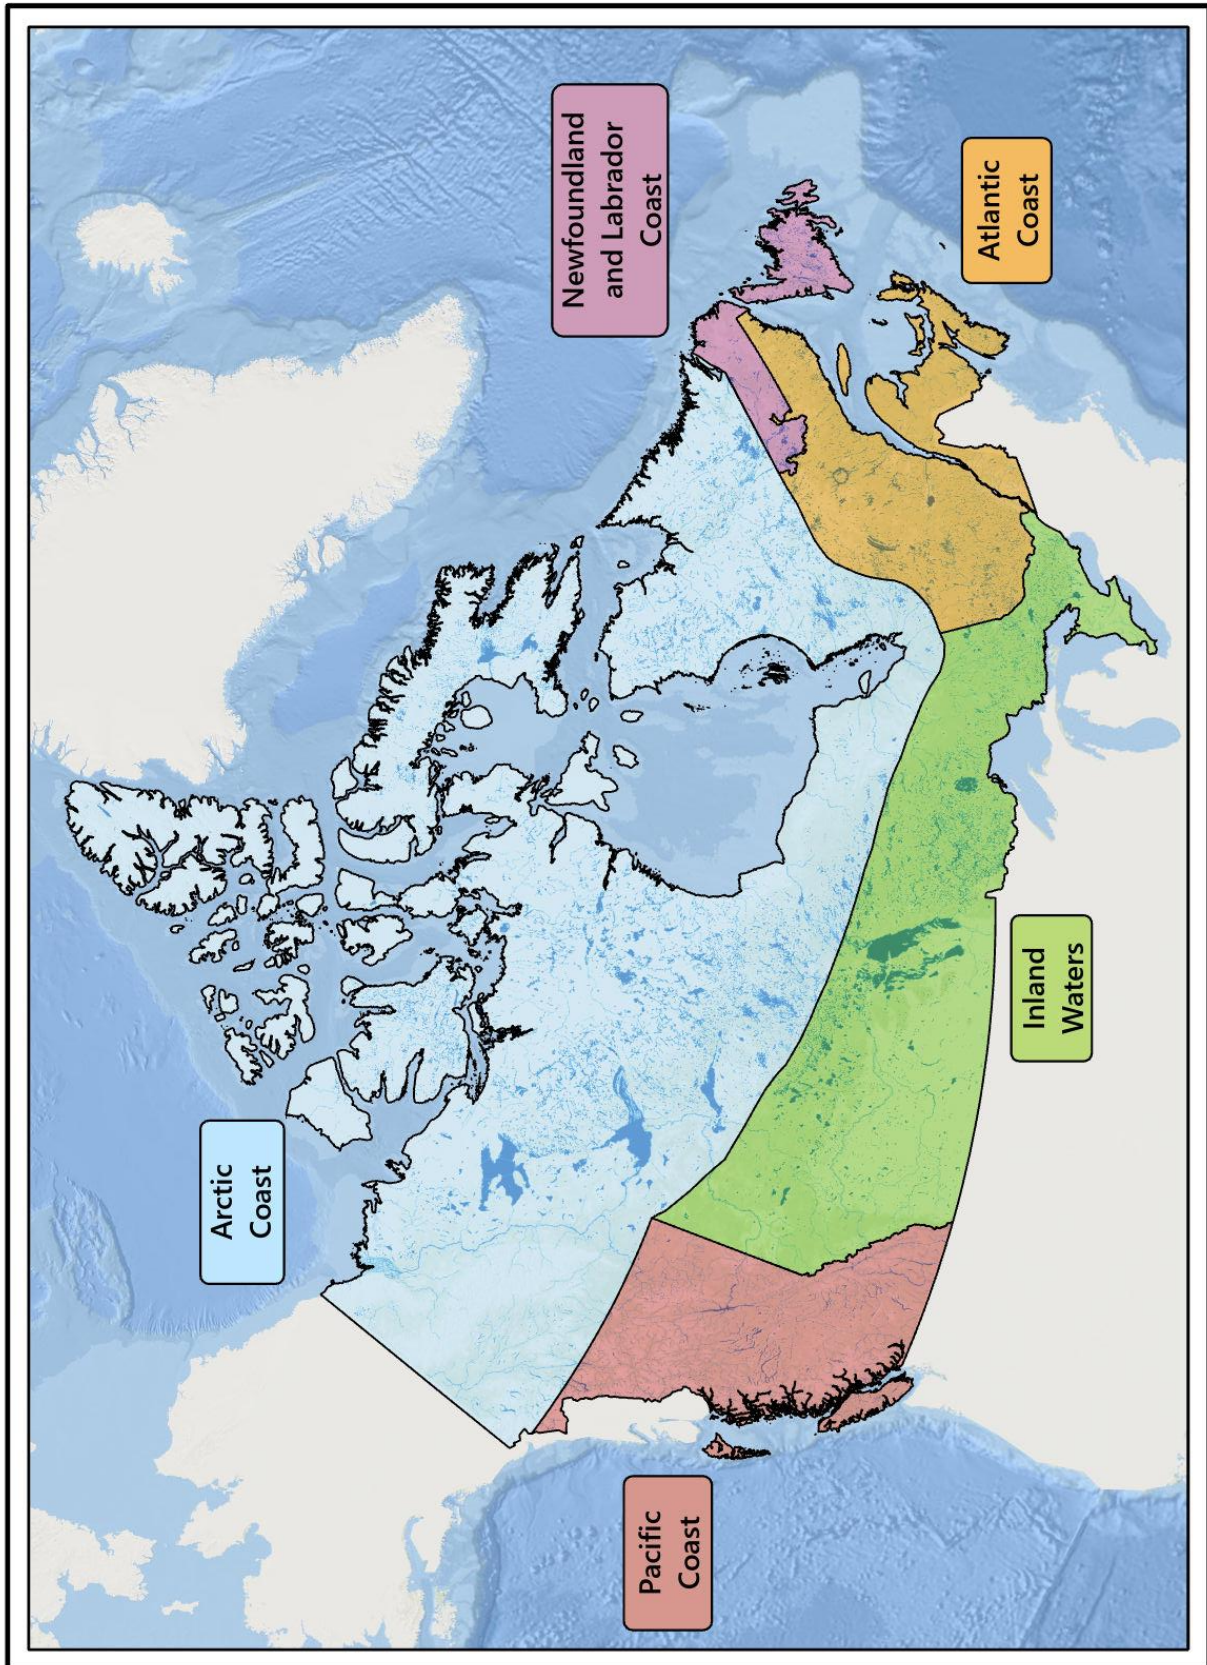 Arctic
Coast
Newfoundland
and Labrador
Coast
Pacific
Coast
Inland
Waters
Atlantic
Coast